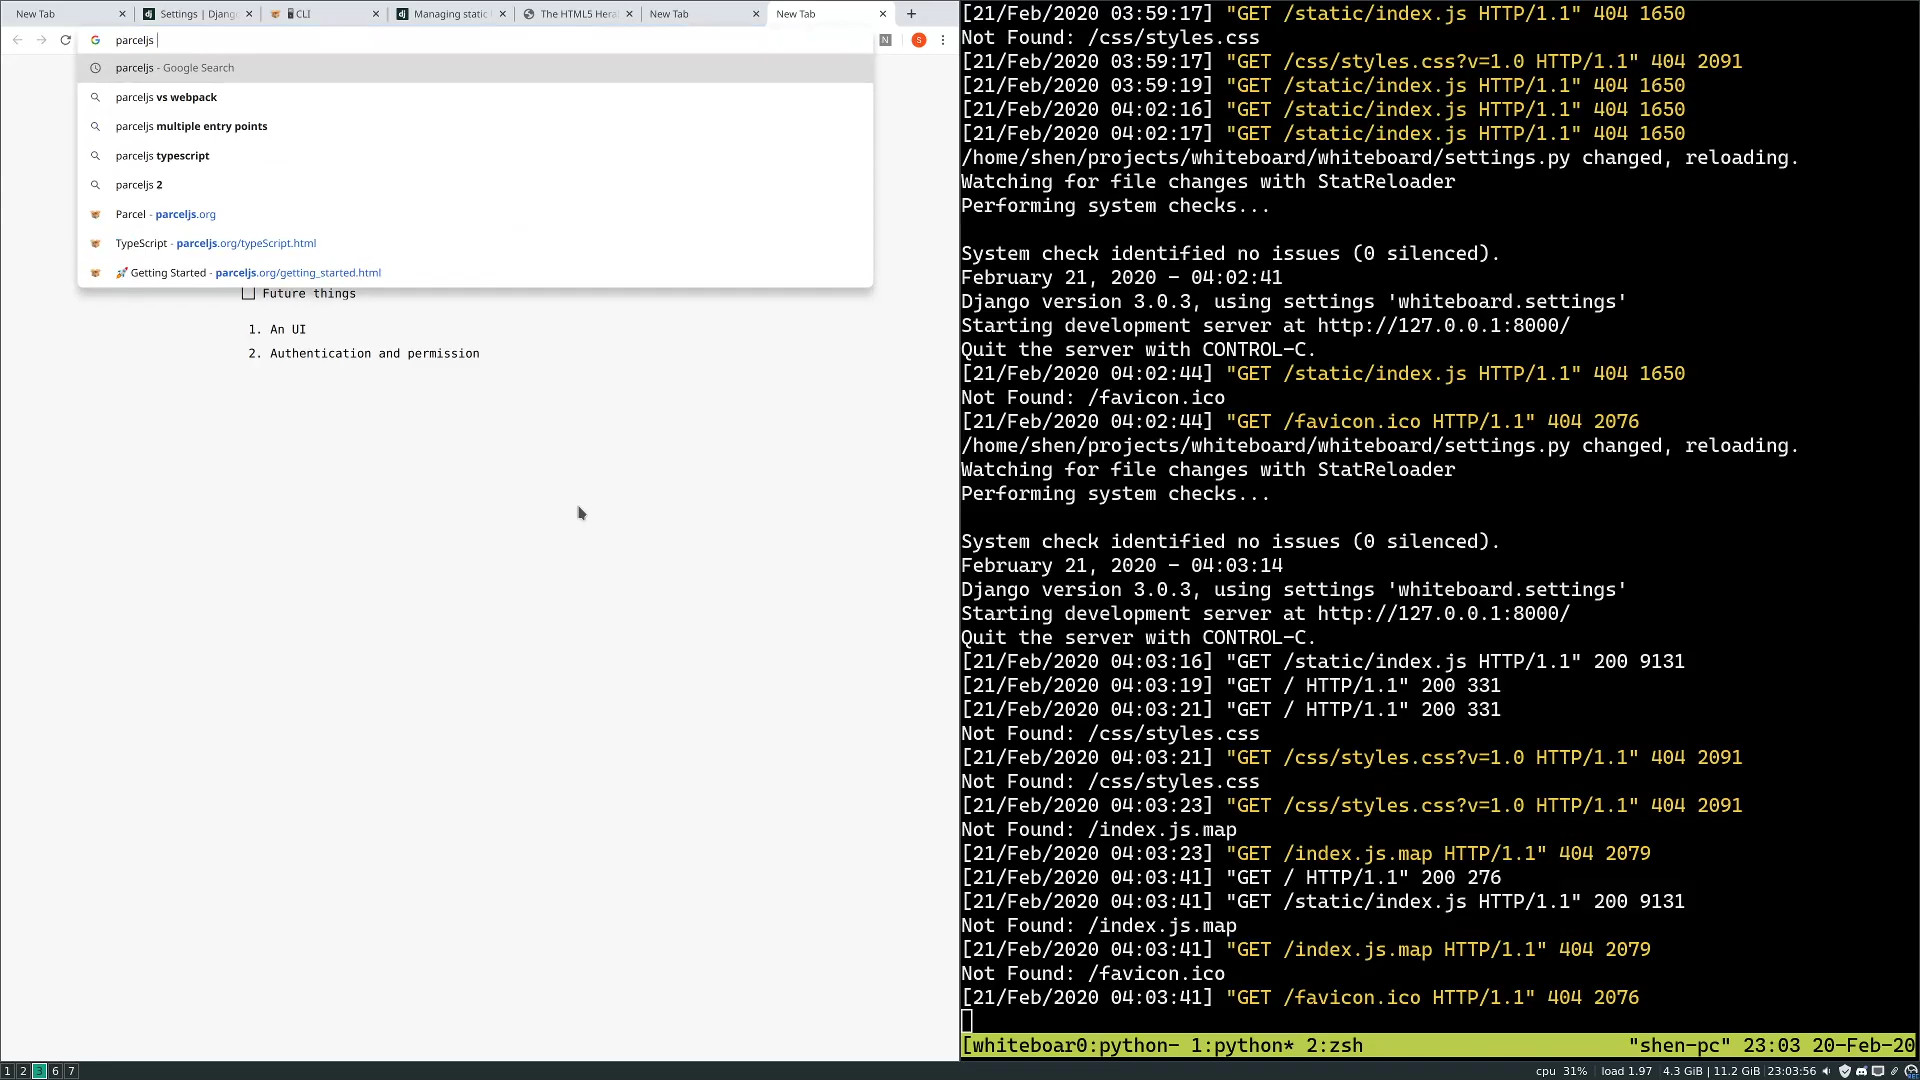 New Tab
Settings | Djang
CLI
Managing static
The HTML5 Heral
New Tab
New Tab
parceljs
N
S
parceljs - Google Search
parceljs vs webpack
parceljs multiple entry points
parceljs typescript
parceljs 2
Parcel - parceljs.org
TypeScript - parceljs.org/typeScript.html
Getting Started - parceljs.org/getting_started.html
Future things
1. An UI
2. Authentication and permission
[21/Feb/2020 03:59:17] "GET /static/index.js HTTP/1.1" 404 1650
Not Found: /css/styles.css
[21/Feb/2020 03:59:17] "GET /css/styles.css?v=1.0 HTTP/1.1" 404 2091
[21/Feb/2020 03:59:19] "GET /static/index.js HTTP/1.1" 404 1650
[21/Feb/2020 04:02:16] "GET /static/index.js HTTP/1.1" 404 1650
[21/Feb/2020 04:02:17] "GET /static/index.js HTTP/1.1" 404 1650
/home/shen/projects/whiteboard/whiteboard/settings.py changed, reloading.
Watching for file changes with StatReloader
Performing system checks...
System check identified no issues (0 silenced).
February 21, 2020 - 04:02:41
Django version 3.0.3, using settings 'whiteboard.settings'
Starting development server at http://127.0.0.1:8000/
Quit the server with CONTROL-C.
[21/Feb/2020 04:02:44] "GET /static/index.js HTTP/1.1" 404 1650
Not Found: /favicon.ico
[21/Feb/2020 04:02:44] "GET /favicon.ico HTTP/1.1" 404 2076
/home/shen/projects/whiteboard/whiteboard/settings.py changed, reloading.
Watching for file changes with StatReloader
Performing system checks...
System check identified no issues (0 silenced).
February 21, 2020 - 04:03:14
Django version 3.0.3, using settings 'whiteboard.settings'
Starting development server at http://127.0.0.1:8000/
Quit the server with CONTROL-C.
[21/Feb/2020 04:03:16] "GET /static/index.js HTTP/1.1" 200 9131
[21/Feb/2020 04:03:19] "GET / HTTP/1.1" 200 331
[21/Feb/2020 04:03:21] "GET / HTTP/1.1" 200 331
Not Found: /css/styles.css
[21/Feb/2020 04:03:21] "GET /css/styles.css?v=1.0 HTTP/1.1" 404 2091
Not Found: /css/styles.css
[21/Feb/2020 04:03:23] "GET /css/styles.css?v=1.0 HTTP/1.1" 404 2091
Not Found: /index.js.map
[21/Feb/2020 04:03:23] "GET /index.js.map HTTP/1.1" 404 2079
[21/Feb/2020 04:03:41] "GET / HTTP/1.1" 200 276
[21/Feb/2020 04:03:41] "GET /static/index.js HTTP/1.1" 200 9131
Not Found: /index.js.map
[21/Feb/2020 04:03:41] "GET /index.js.map HTTP/1.1" 404 2079
Not Found: /favicon.ico
[21/Feb/2020 04:03:41] "GET /favicon.ico HTTP/1.1" 404 2076
[whiteboar0:python- 1:python* 2:zsh "shen-pc" 23:03 20-Feb-20
1 2 3 6 7
cpu 31% | load 1.97 | 4.3 GiB | 11.2 GiB | 23:03:56